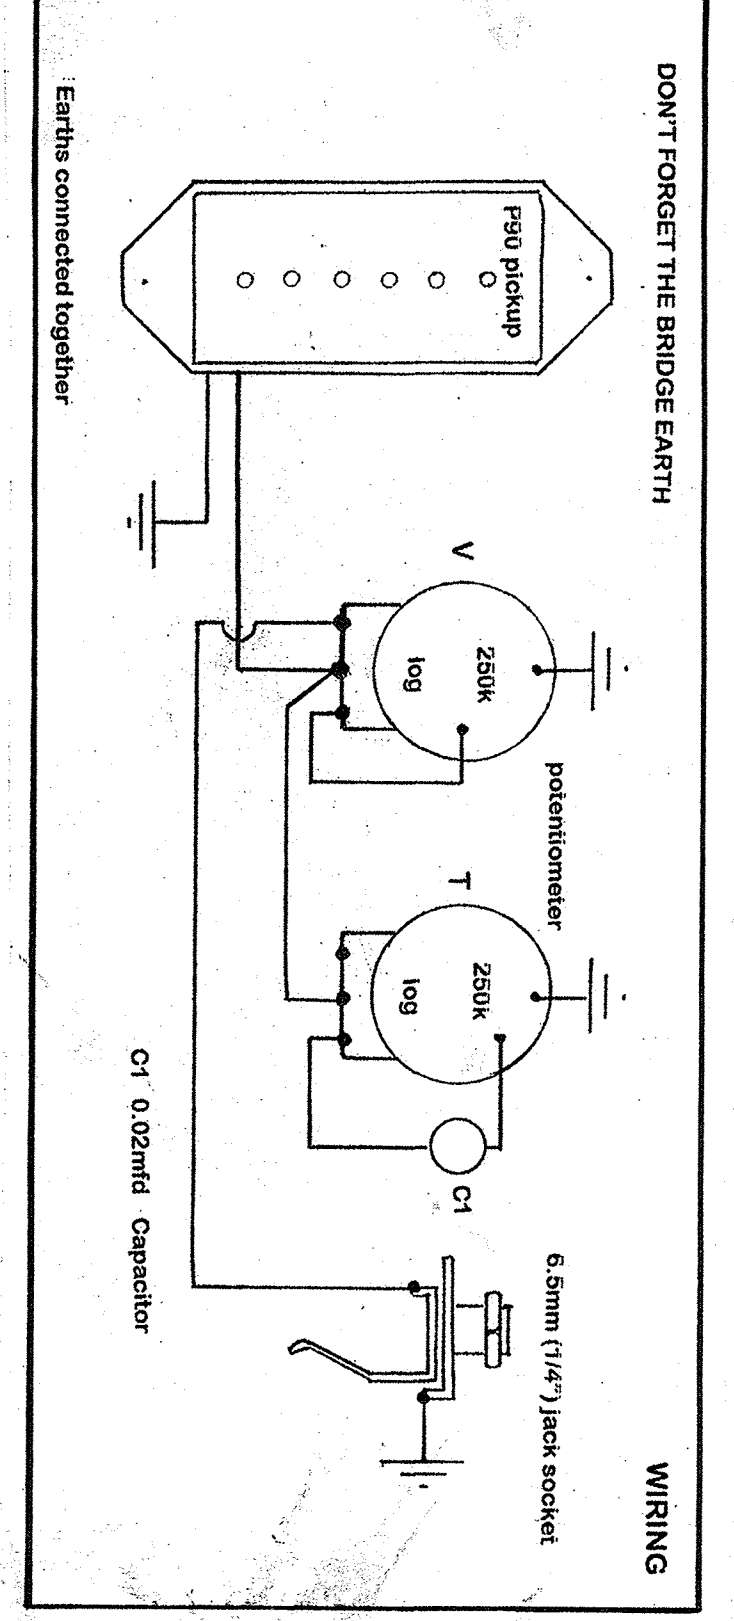 WIRING
DON'T FORGET THE BRIDGE EARTH
P90 pickup
V
250k
log
potentiometer
T
250k
log
C1
6.5mm (1/4") jack socket
C1 0.02mfd Capacitor
Earths connected together